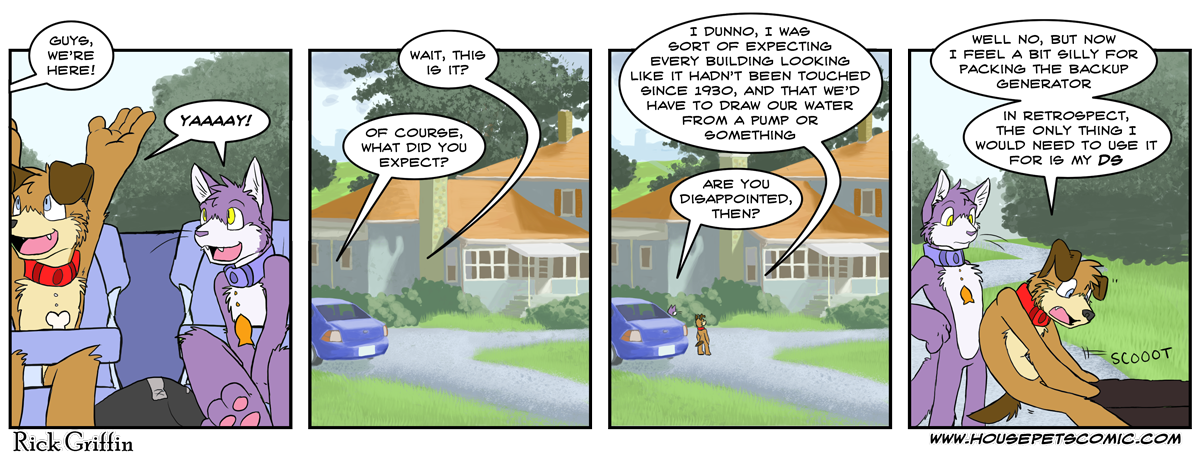 GUYS,
WE'RE
HERE!
YAAAAY!
WAIT, THIS
IS IT?
OF COURSE,
WHAT DID YOU
EXPECT?
I DUNNO, I WAS
SORT OF EXPECTING
EVERY BUILDING LOOKING
LIKE IT HADN'T BEEN TOUCHED
SINCE 1930, AND THAT WE'D
HAVE TO DRAW OUR WATER
FROM A PUMP OR
SOMETHING
ARE YOU
DISAPPOINTED,
THEN?
WELL NO, BUT NOW
I FEEL A BIT SILLY FOR
PACKING THE BACKUP
GENERATOR
IN RETROSPECT,
THE ONLY THING I
WOULD NEED TO USE IT
FOR IS MY DS
SCOOOT
Rick Griffin
WWW.HOUSEPETSCOMIC.COM